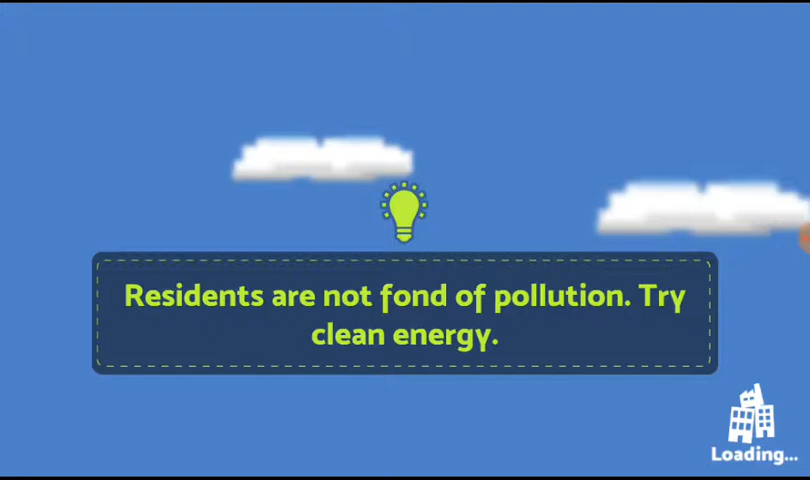 Residents are not fond of pollution. Try
clean energy.
Loading...